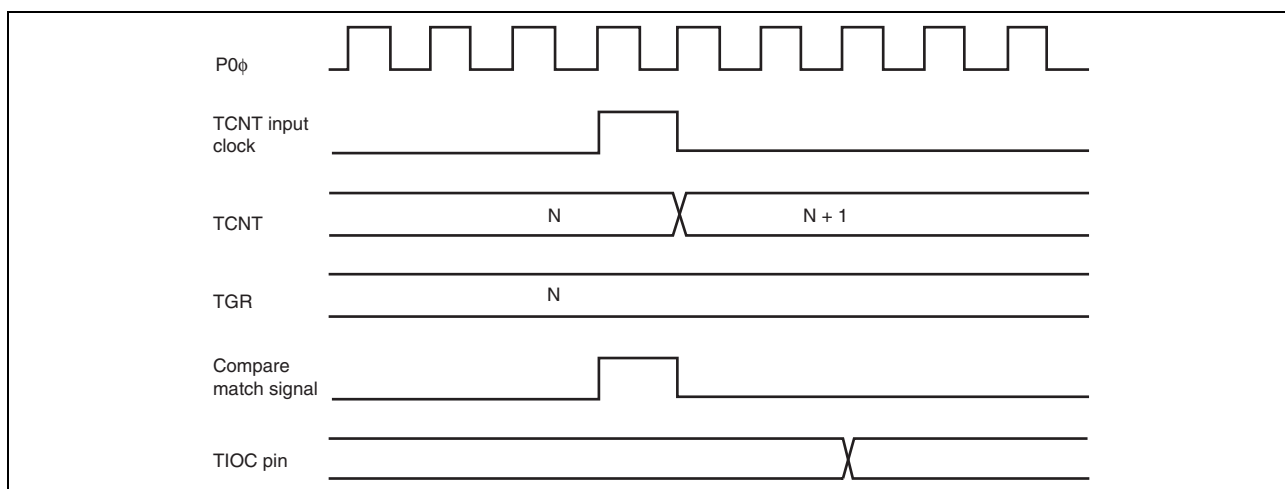 P0ϕ
TCNT input
clock
TCNT
N
N + 1
TGR
N
Compare
match signal
TIOC pin